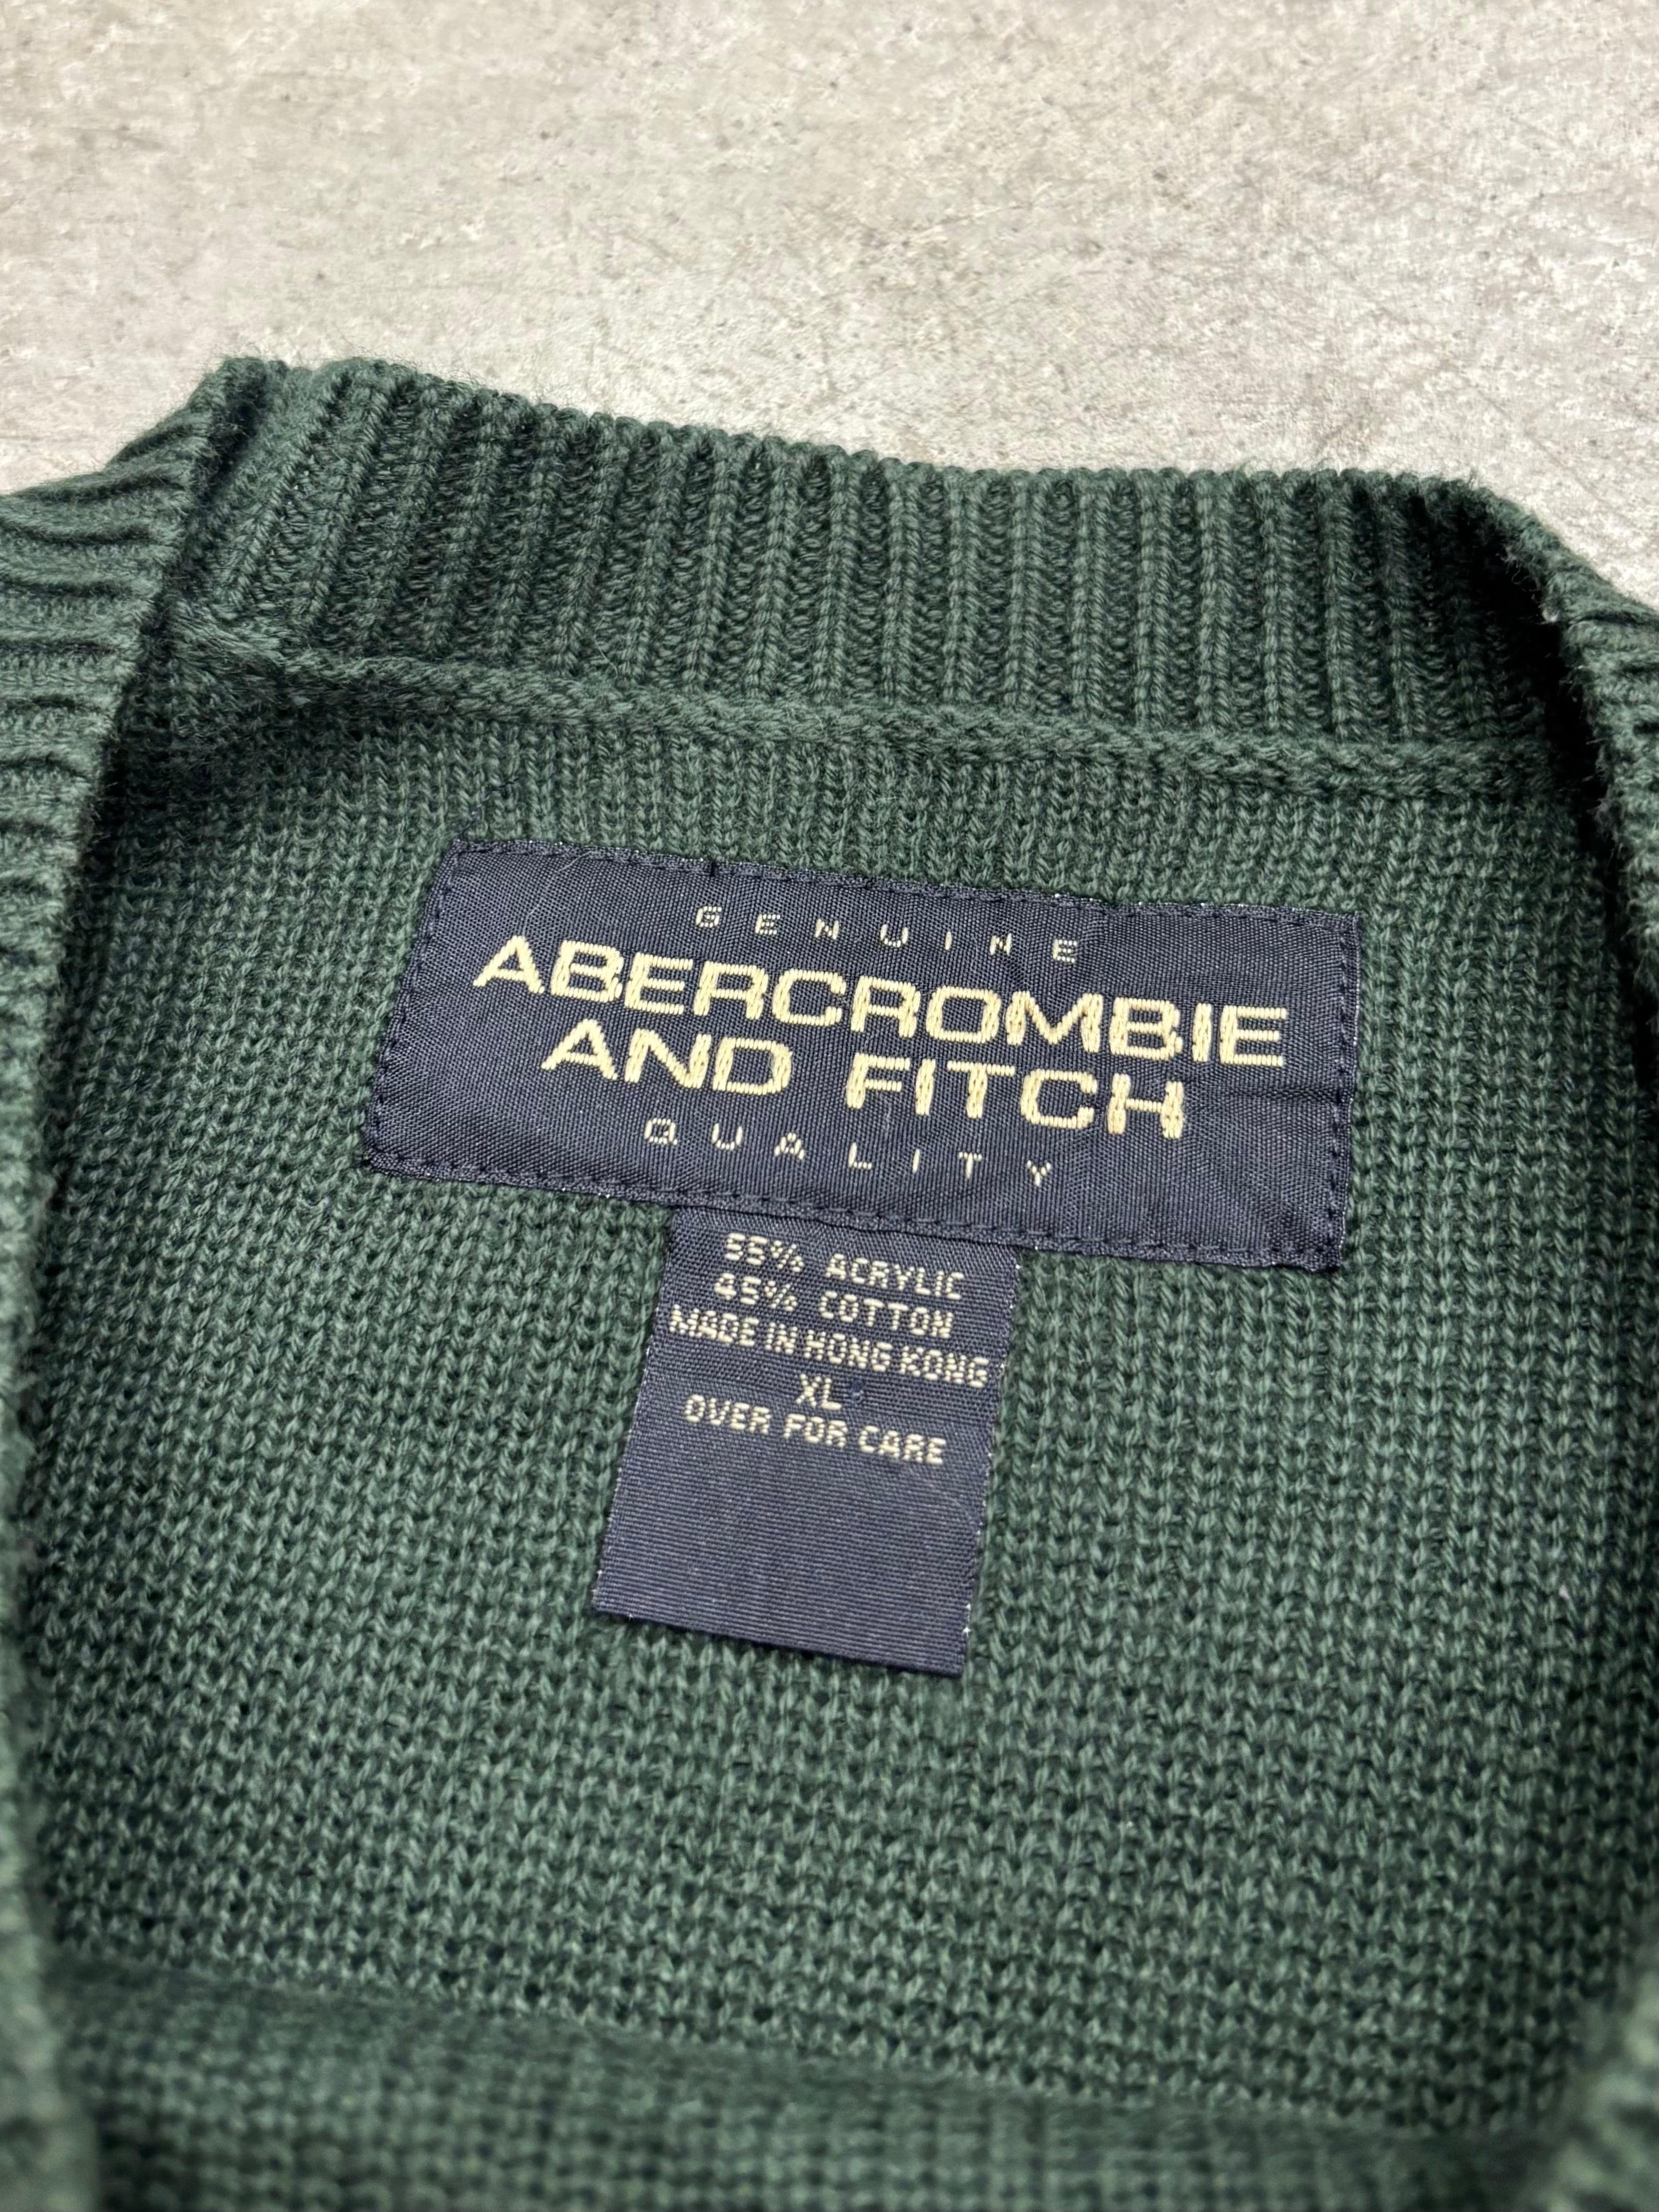 GENUINE
ABERCROMBIE
AND FITCH
QUALITY
55% ACRYLIC
45% COTTON
MADE IN HONG KONG
XL
OVER FOR CARE